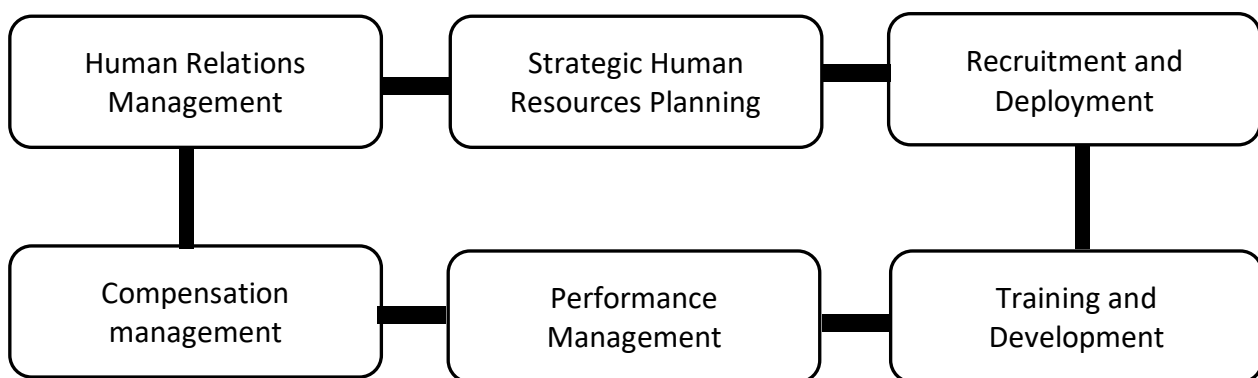 Human Relations
Management
Strategic Human
Resources Planning
Recruitment and
Deployment
Compensation
management
Performance
Management
Training and
Development